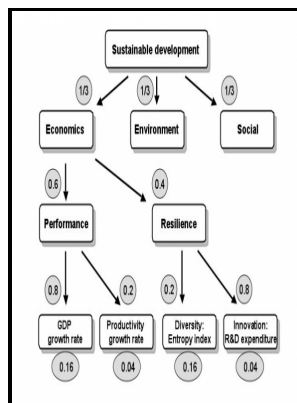 Sustainable development
1/3
1/3
1/3
Economics
Environment
Social
0.6
0.4
Performance
Resilience
0.8
0.2
0.2
0.8
GDP
growth rate
Productivity
growth rate
Diversity:
Entropy index
Innovation:
R&D expenditure
0.16
0.04
0.16
0.04